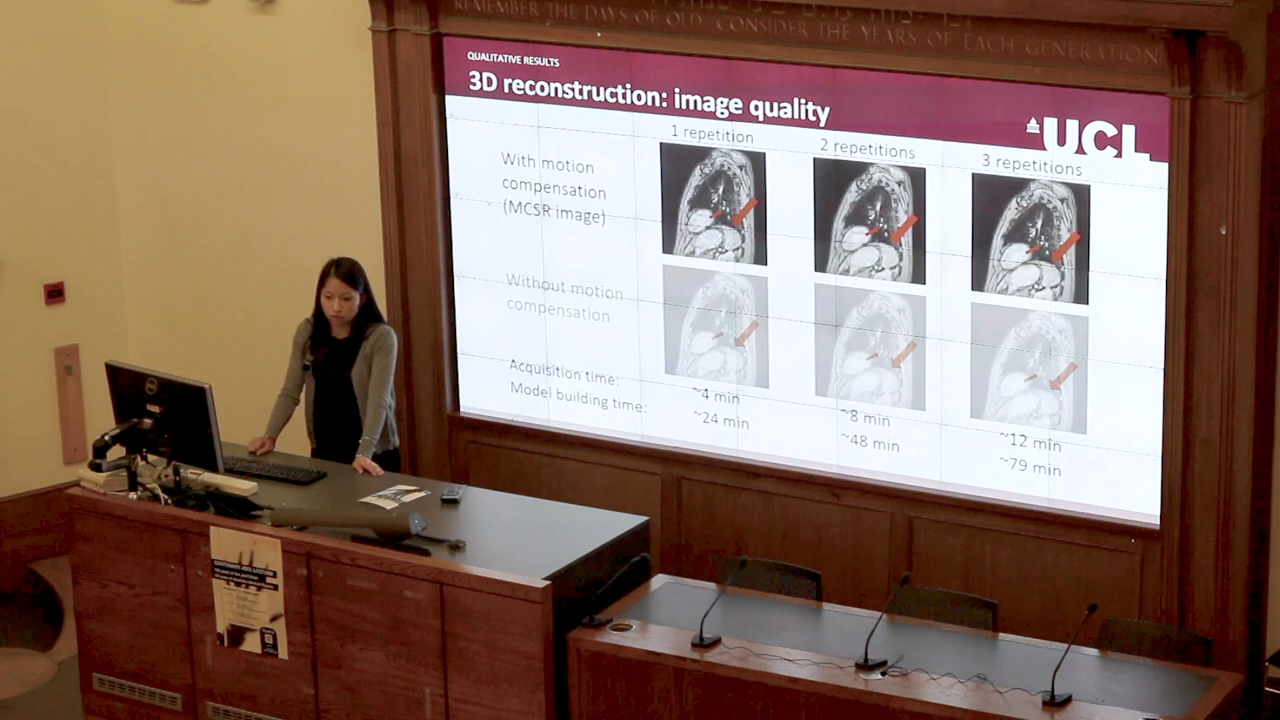 REMEMBER THE DAYS OF OLD CONSIDER THE YEARS OF EACH GENERATION
QUALITATIVE RESULTS
3D reconstruction: image quality
UCL
1 repetition
2 repetitions
3 repetitions
With motion
compensation
(MCSR image)
Without motion
compensation
Acquisition time:
~4 min
~8 min
~12 min
Model building time:
~24 min
~48 min
~79 min